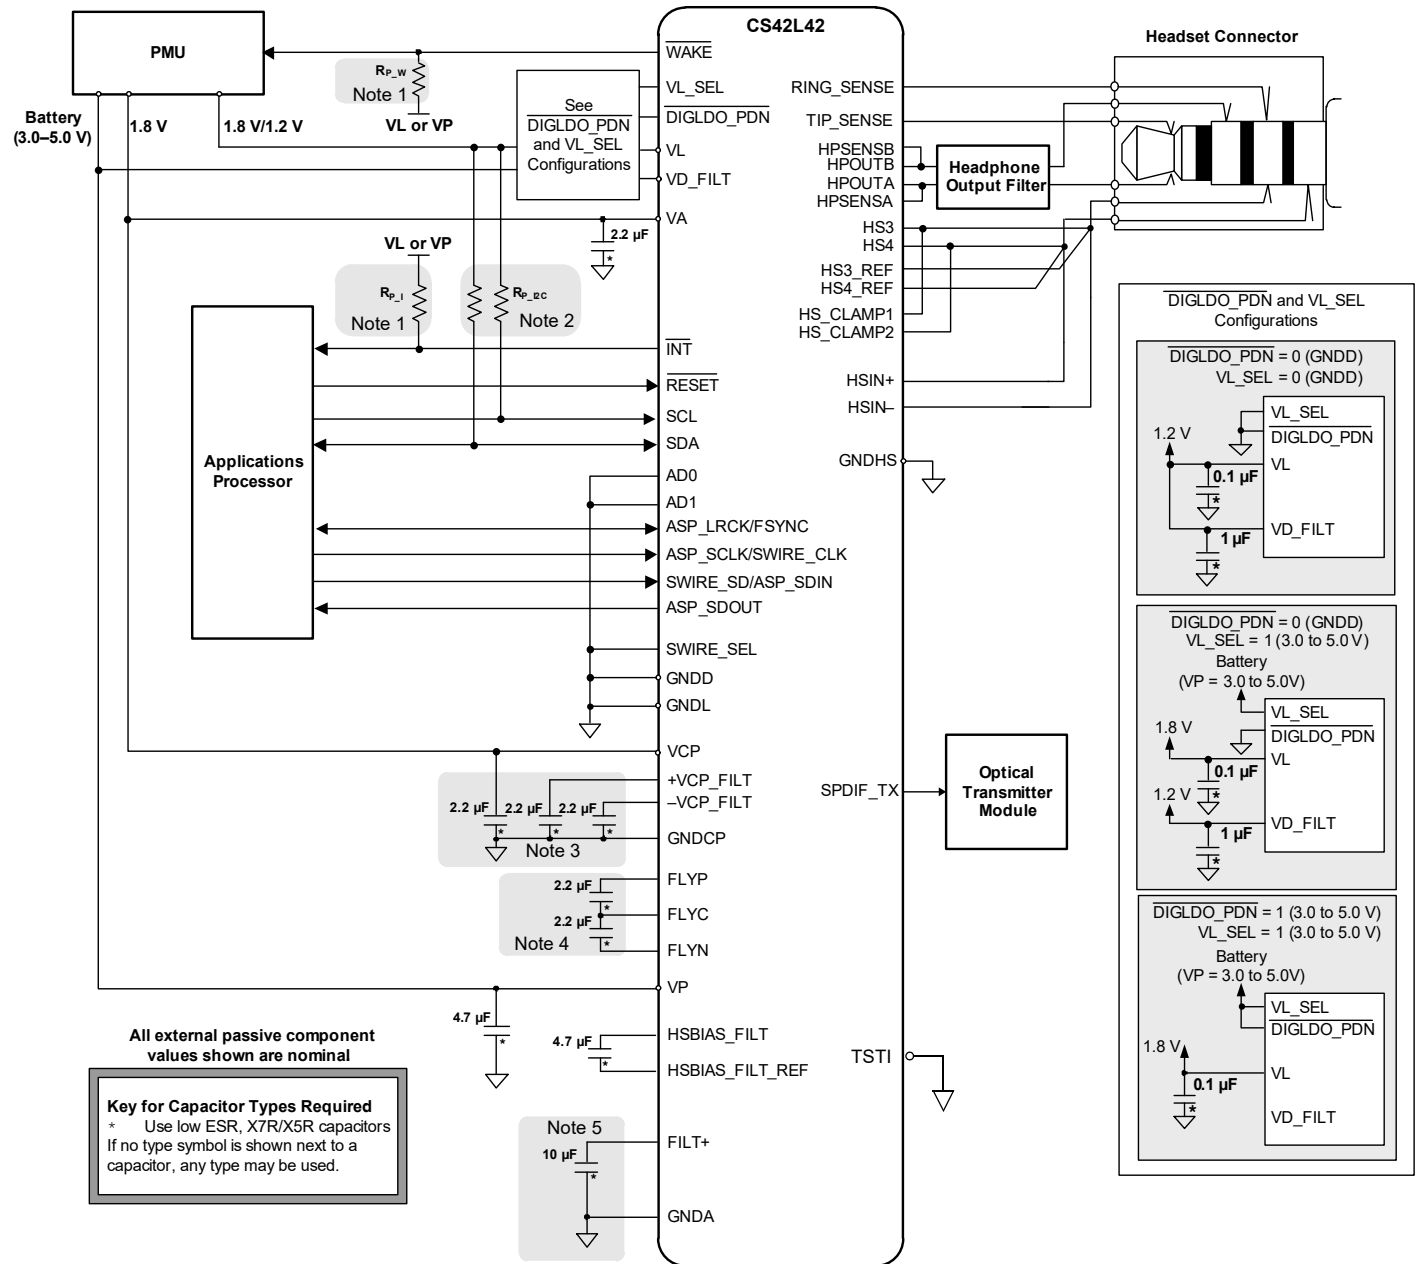 CS42L42
PMU
Battery
(3.0–5.0 V)
1.8 V
1.8 V/1.2 V
RP_W
Note 1
VL or VP
See
DIGLDO_PDN
and VL_SEL
Configurations
WAKE
VL_SEL
DIGLDO_PDN
VL
VD_FILT
VA
2.2 µF
*
VL or VP
RP_I
Note 1
RP_I2C
Note 2
Applications
Processor
INT
RESET
SCL
SDA
AD0
AD1
ASP_LRCK/FSYNC
ASP_SCLK/SWIRE_CLK
SWIRE_SD/ASP_SDIN
ASP_SDOUT
SWIRE_SEL
GNDD
GNDL
VCP
+VCP_FILT
–VCP_FILT
GNDCP
2.2 µF
*
2.2 µF
*
2.2 µF
*
Note 3
FLYP
FLYC
FLYN
2.2 µF
*
2.2 µF
*
Note 4
VP
4.7 µF
*
HSBIAS_FILT
HSBIAS_FILT_REF
4.7 µF
*
Note 5
10 µF
*
FILT+
GNDA
All external passive component
values shown are nominal
Key for Capacitor Types Required
* Use low ESR, X7R/X5R capacitors
If no type symbol is shown next to a
capacitor, any type may be used.
RING_SENSE
TIP_SENSE
HPSENSB
HPOUTB
HPOUTA
HPSENSA
HS3
HS4
HS3_REF
HS4_REF
HS_CLAMP1
HS_CLAMP2
HSIN+
HSIN–
GNDHS
SPDIF_TX
TSTI
Headphone
Output Filter
Headset Connector
Optical
Transmitter
Module
DIGLDO_PDN and VL_SEL
Configurations
DIGLDO_PDN = 0 (GNDD)
VL_SEL = 0 (GNDD)
VL_SEL
DIGLDO_PDN
1.2 V
VL
0.1 µF
*
VD_FILT
1 µF
*
DIGLDO_PDN = 0 (GNDD)
VL_SEL = 1 (3.0 to 5.0 V)
Battery
(VP = 3.0 to 5.0V)
VL_SEL
DIGLDO_PDN
1.8 V
VL
0.1 µF
*
1.2 V
VD_FILT
1 µF
*
DIGLDO_PDN = 1 (3.0 to 5.0 V)
VL_SEL = 1 (3.0 to 5.0 V)
Battery
(VP = 3.0 to 5.0V)
VL_SEL
DIGLDO_PDN
1.8 V
VL
0.1 µF
*
VD_FILT